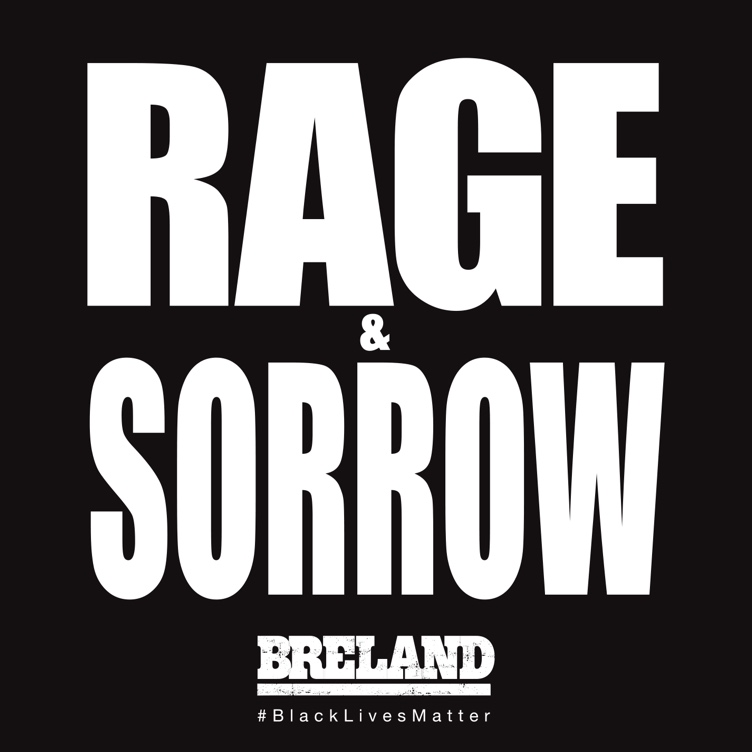 RAGE
&
SORROW
BRELAND
#BlackLivesMatter